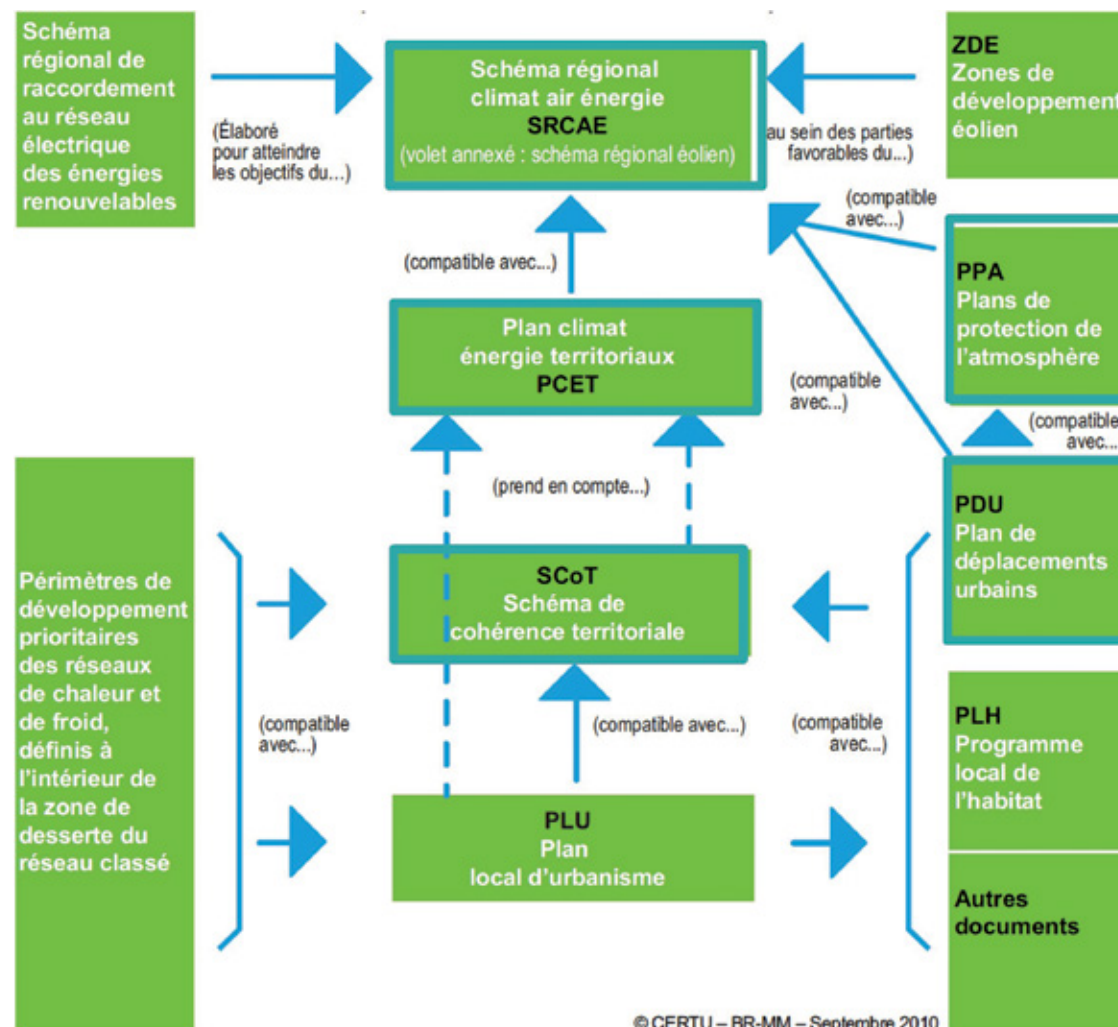 Schéma
régional de
raccordement
au réseau
électrique
des énergies
renouvelables
(Élaboré
pour atteindre
les objectifs du...)
Schéma régional
climat air énergie
SRCAE
(volet annexé : schéma régional éolien)
au sein des parties
favorables du...)
ZDE
Zones de
développement
éolien
(compatible
avec...)
(compatible avec...)
PPA
Plans de
protection de
l'atmosphère
Plan climat
énergie territoriaux
PCET
(compatible
avec...)
(compatible
avec...
(prend en compte...)
PDU
Plan de
déplacements
urbains
Périmètres de
développement
prioritaires
des réseaux
de chaleur et
de froid,
définis à
l'intérieur de
la zone de
desserte du
réseau classé
SCoT
Schéma de
cohérence territoriale
(compatible
avec...)
(compatible avec...)
(compatible
avec...)
PLH
Programme
local de
l'habitat
PLU
Plan
local d'urbanisme
Autres
documents
© CERTU – BR-MM – Septembre 2010